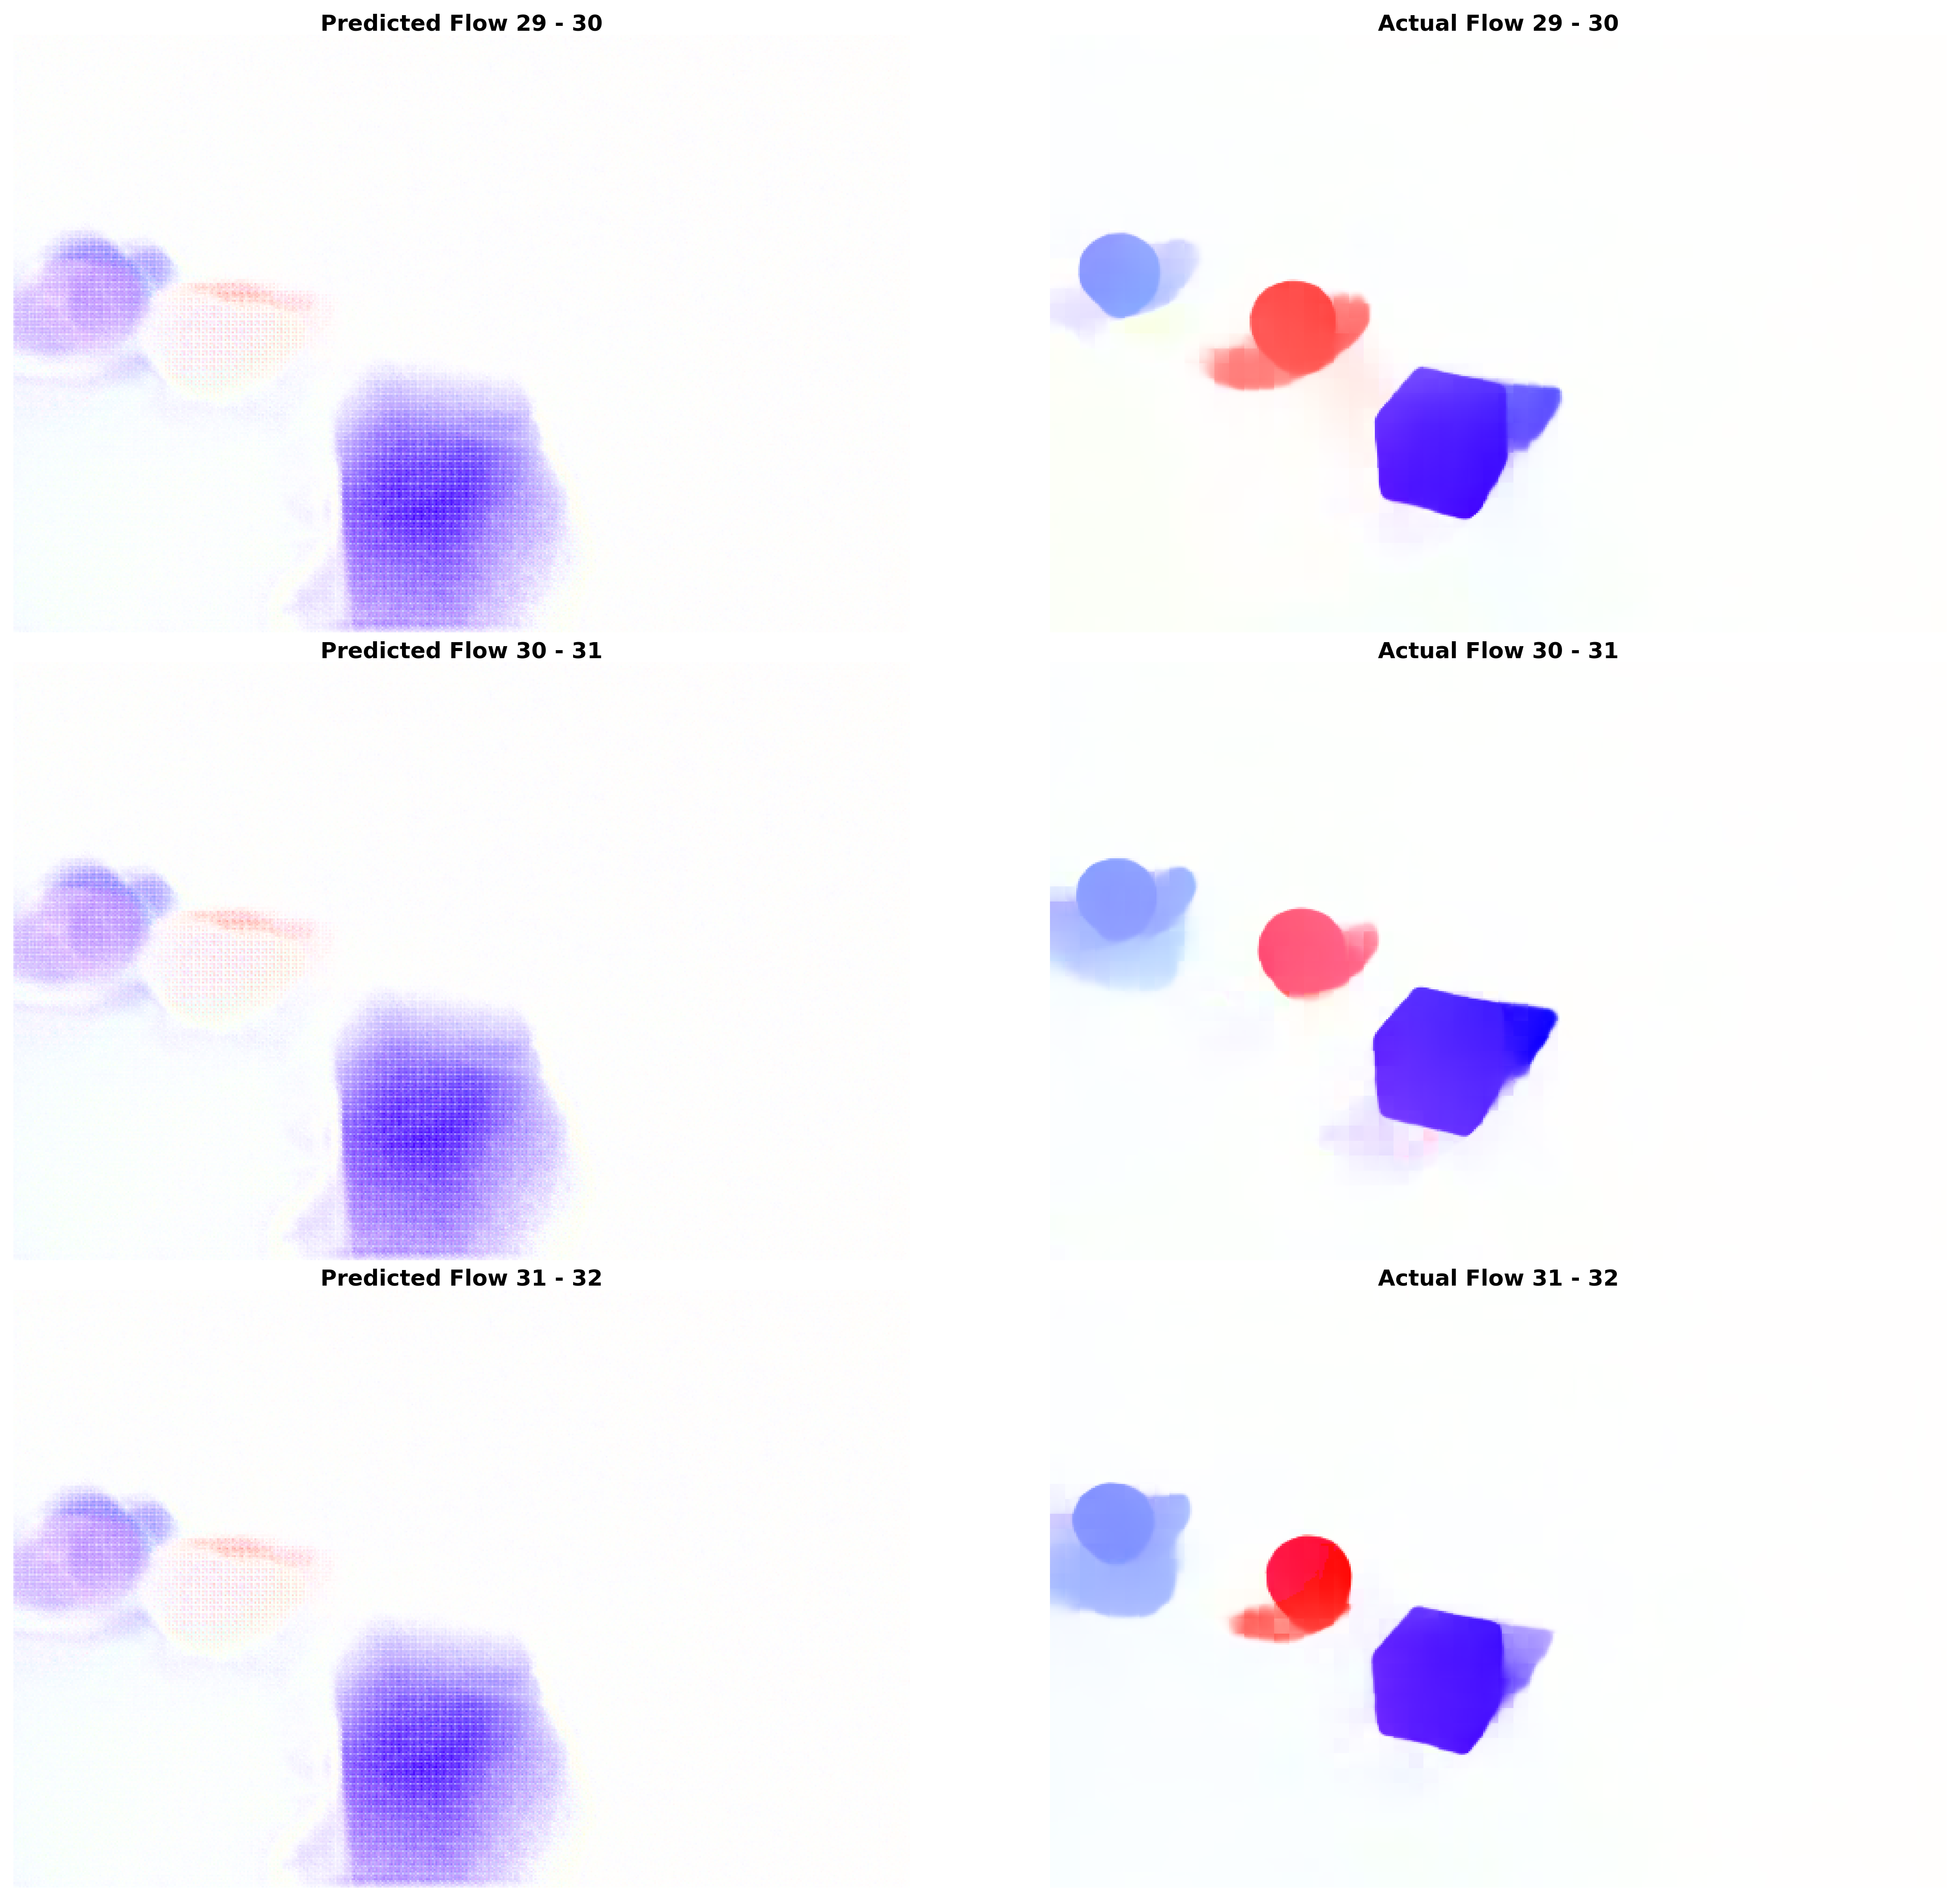 Predicted Flow 29 - 30
Actual Flow 29 - 30
Predicted Flow 30 - 31
Actual Flow 30 - 31
Predicted Flow 31 - 32
Actual Flow 31 - 32